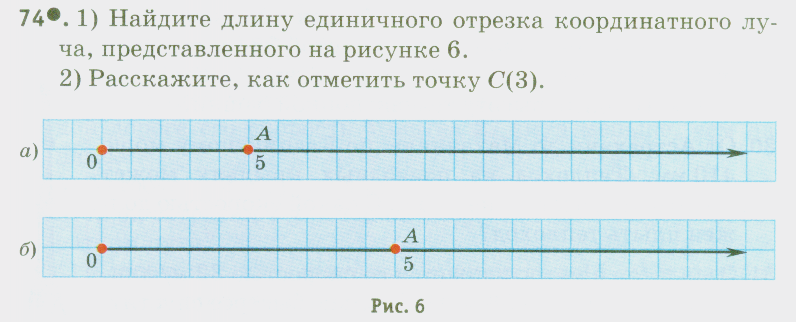 74. 1) Найдите длину единичного отрезка координатного лу-
ча, представленного на рисунке 6.
2) Расскажите, как отметить точку C(3).
A
а)
0
5
A
б)
0
5
Рис. 6